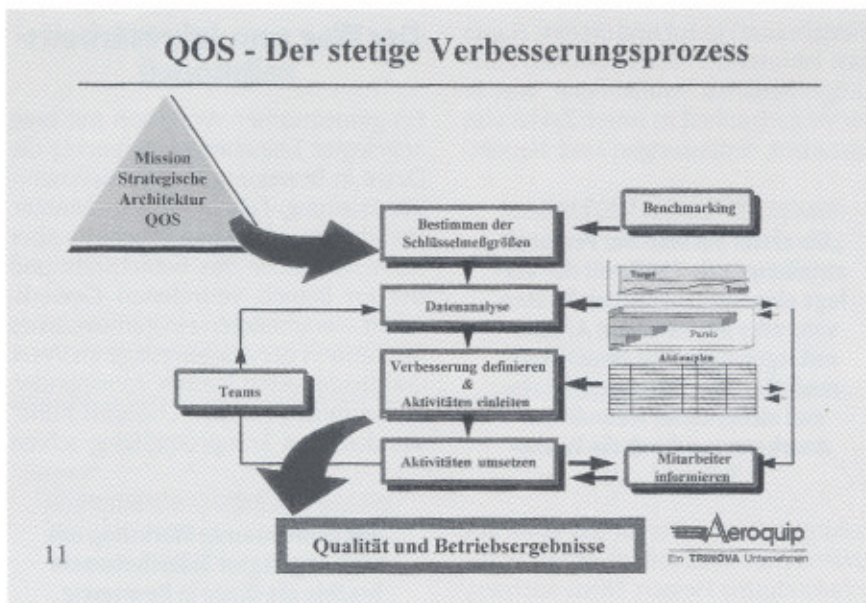 QOS - Der stetige Verbesserungsprozess
Mission
Strategische
Architektur
QOS
Bestimmen der
Schlüsselmeßgrößen
Benchmarking
Target
Trend
Datenanalyse
Pareto
Aktionsplan
Verbesserung definieren
&
Aktivitäten einleiten
Teams
Aktivitäten umsetzen
Mitarbeiter
informieren
Qualität und Betriebsergebnisse
Aeroquip
Ein TRINOVA Unternehmen
11